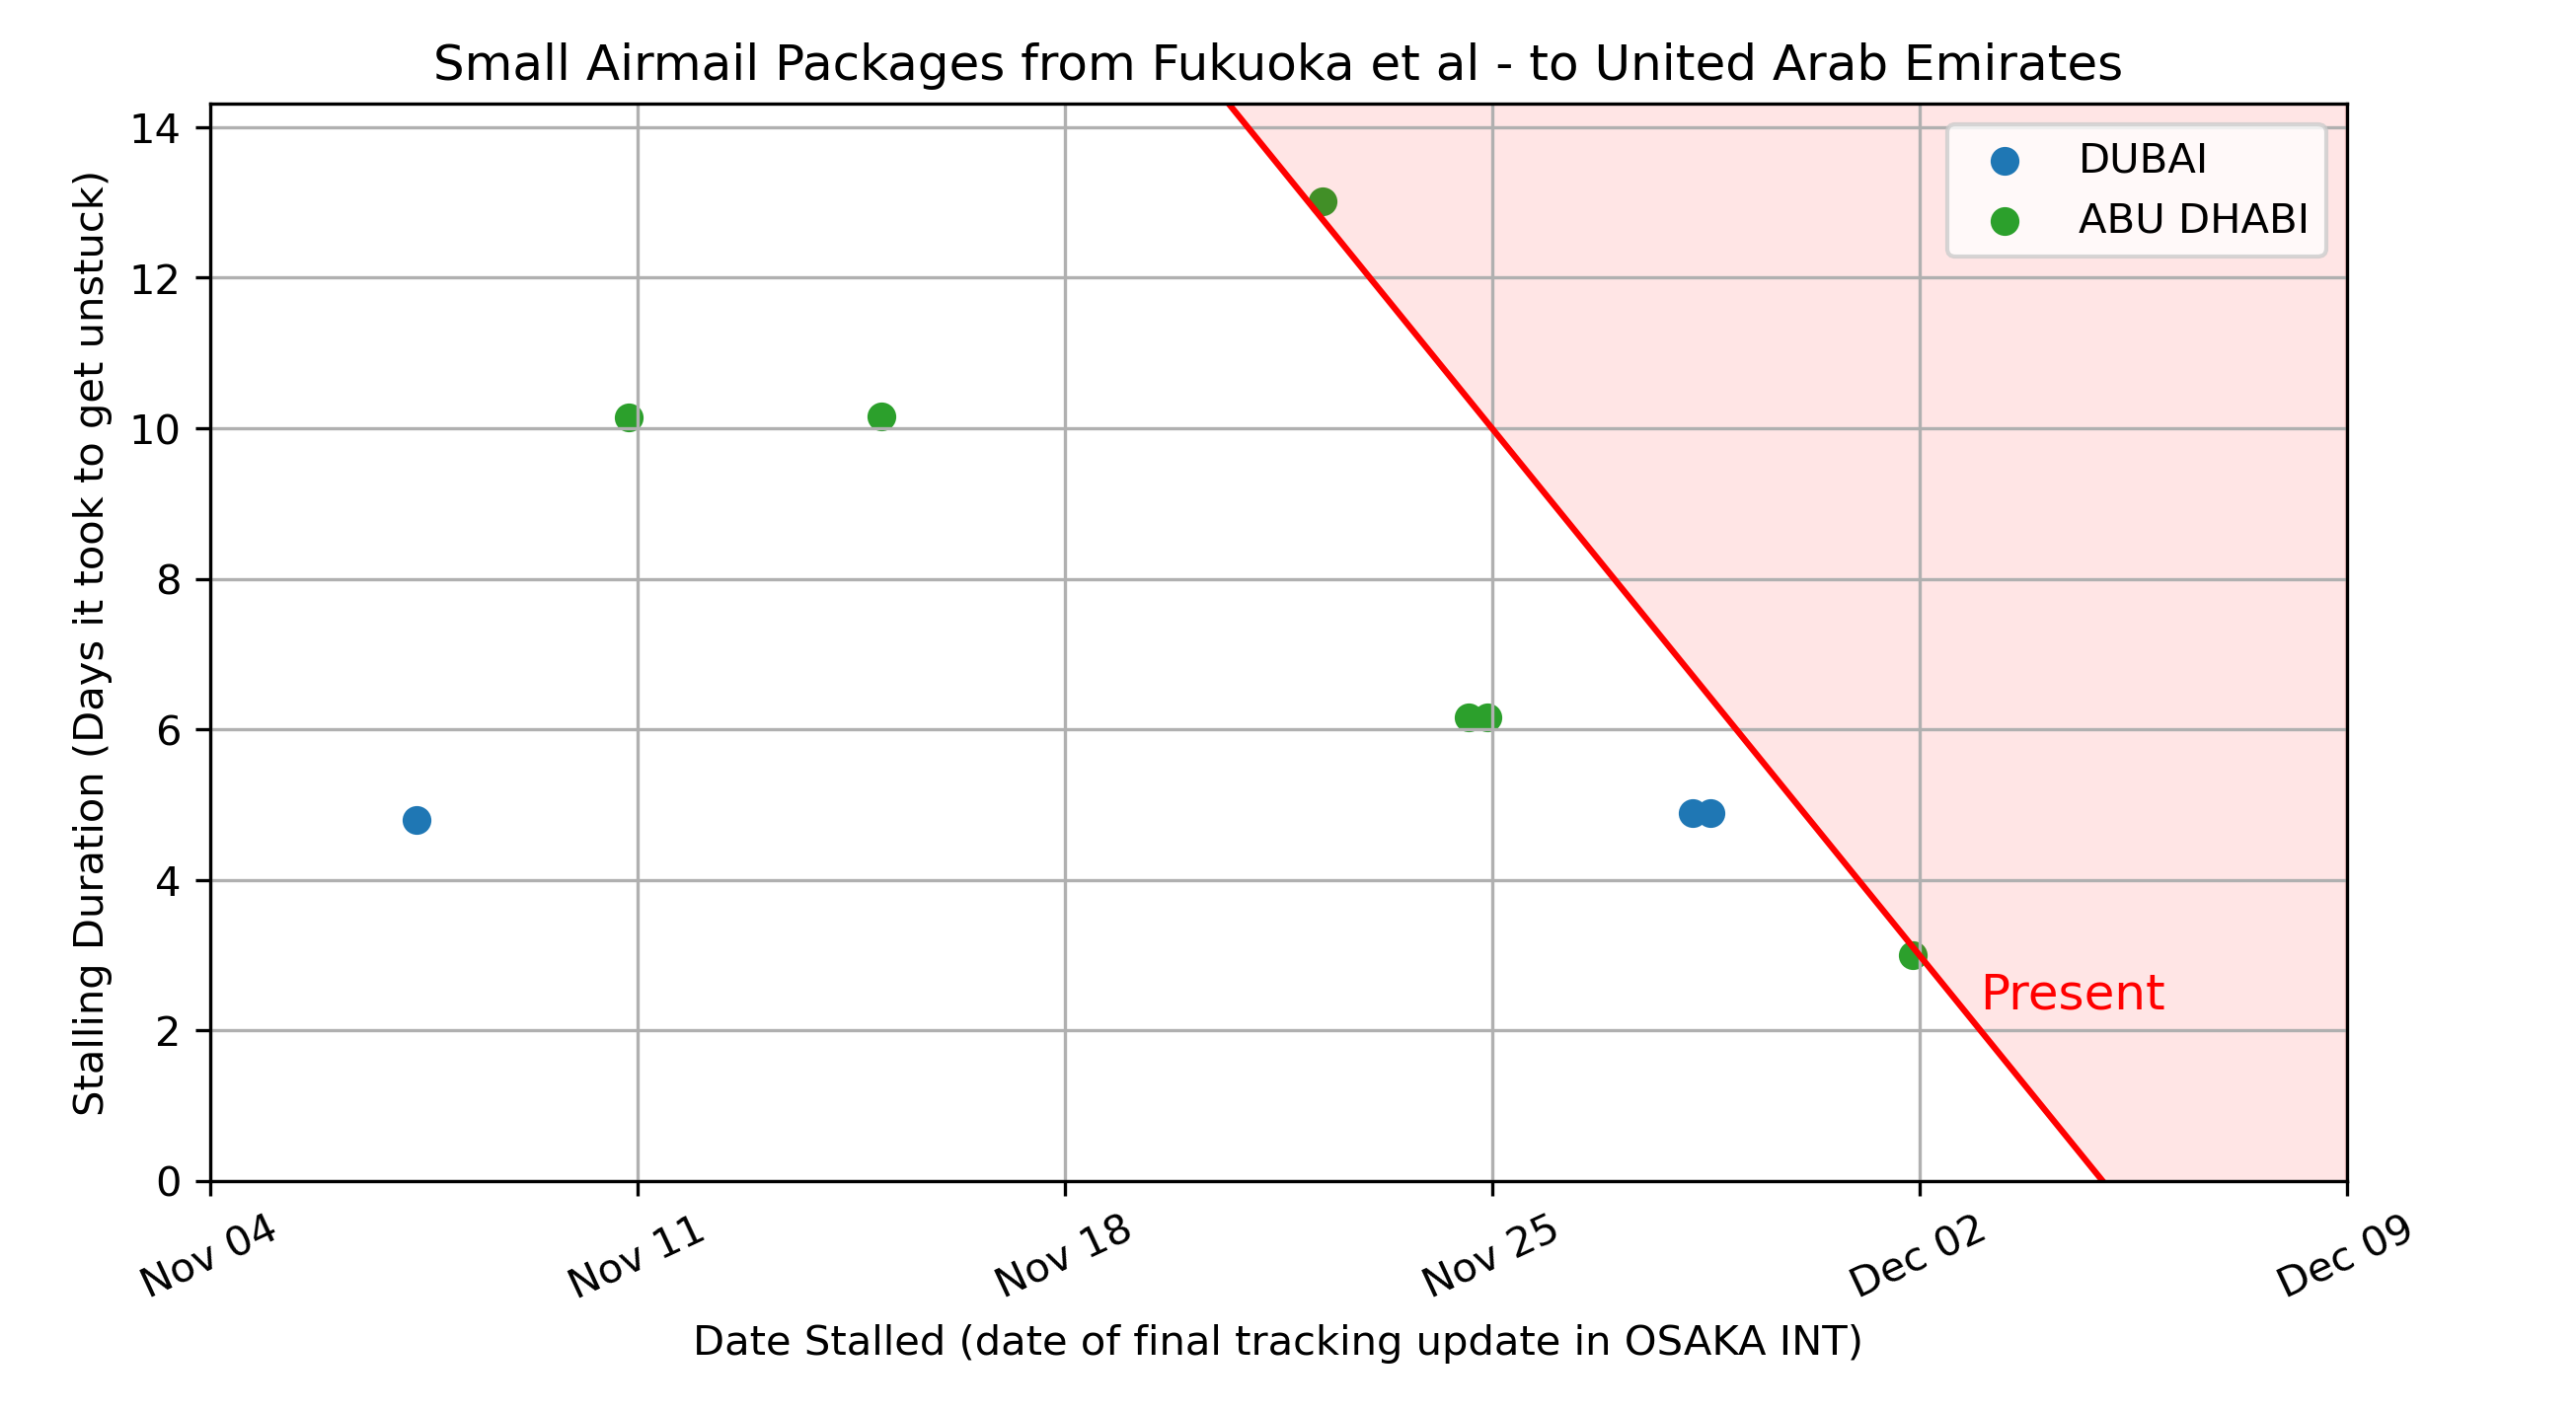 Small Airmail Packages from Fukuoka et al - to United Arab Emirates
Stalling Duration (Days it took to get unstuck)
14
12
10
8
6
4
2
0
DUBAI
ABU DHABI
Present
Nov 04
Nov 11
Nov 18
Nov 25
Dec 02
Dec 09
Date Stalled (date of final tracking update in OSAKA INT)